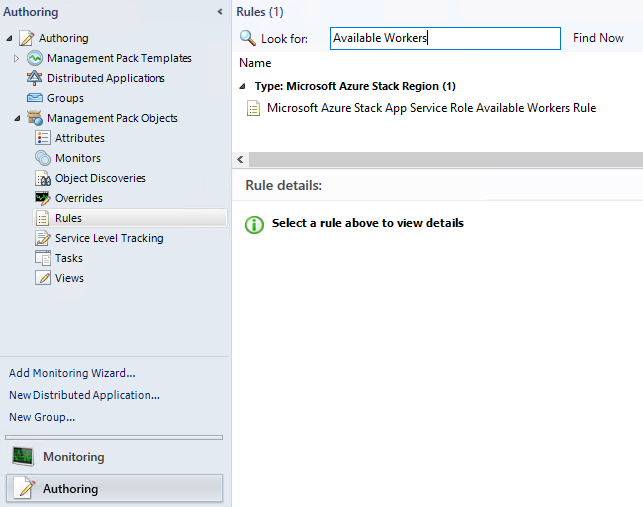 Authoring
Authoring
Management Pack Templates
Distributed Applications
Groups
Management Pack Objects
Attributes
Monitors
Object Discoveries
Overrides
Rules
Service Level Tracking
Tasks
Views
Add Monitoring Wizard...
New Distributed Application...
New Group...
Monitoring
Authoring
Rules (1)
Look for: Available Workers Find Now
Name
Type: Microsoft Azure Stack Region (1)
Microsoft Azure Stack App Service Role Available Workers Rule
Rule details:
Select a rule above to view details